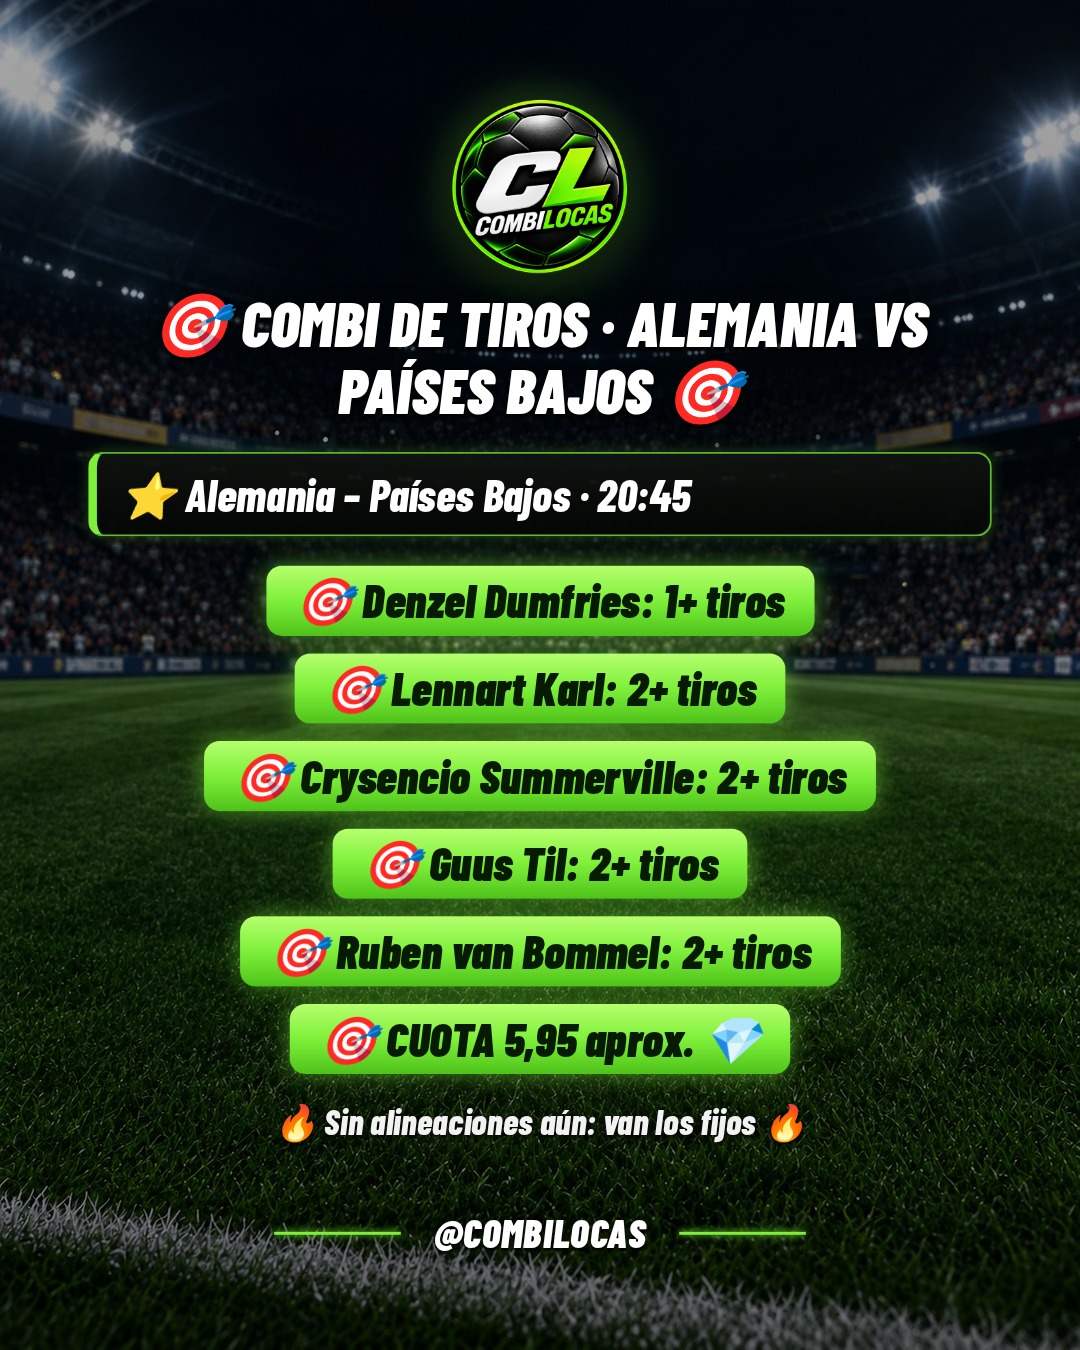 CL
COMBILOCAS
🎯 COMBI DE TIROS · ALEMANIA VS
PAÍSES BAJOS 🎯
⭐ Alemania – Países Bajos · 20:45
🎯 Denzel Dumfries: 1+ tiros
🎯 Lennart Karl: 2+ tiros
🎯 Crysencio Summerville: 2+ tiros
🎯 Guus Til: 2+ tiros
🎯 Ruben van Bommel: 2+ tiros
🎯 CUOTA 5,95 aprox. 💎
🔥 Sin alineaciones aún: van los fijos 🔥
@COMBILOCAS